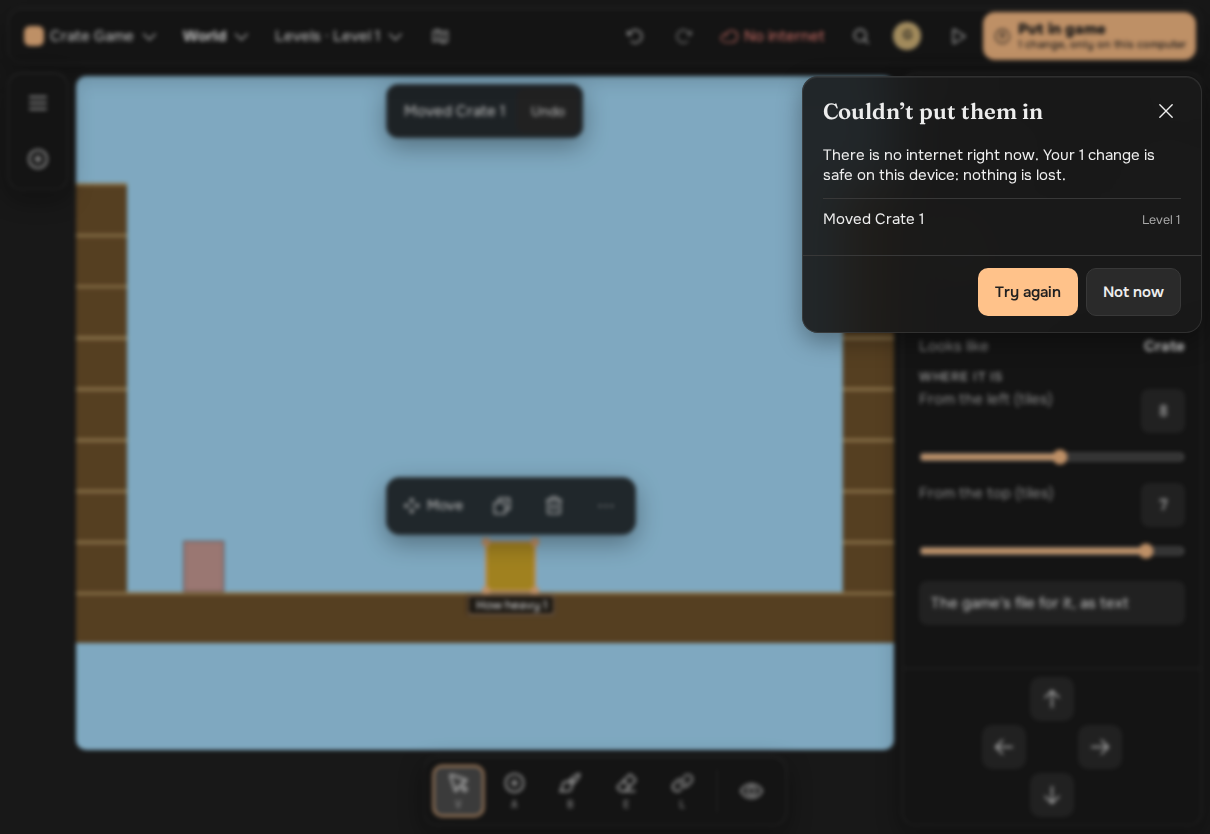 Crate Game
World
Levels · Level 1
No internet
Put in game
1 change, only on this computer
Moved Crate 1
Undo
Couldn’t put them in
There is no internet right now. Your 1 change is
safe on this device: nothing is lost.
Moved Crate 1
Level 1
Try again
Not now
Looks like
Crate
WHERE IT IS
From the left (tiles)
8
From the top (tiles)
7
The game's file for it, as text
Move
How heavy 1
B
E
L